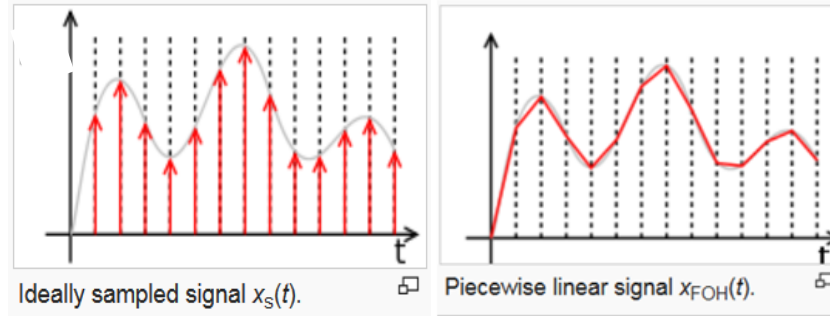 t
Ideally sampled signal xs(t).
t
Piecewise linear signal xFOH(t).